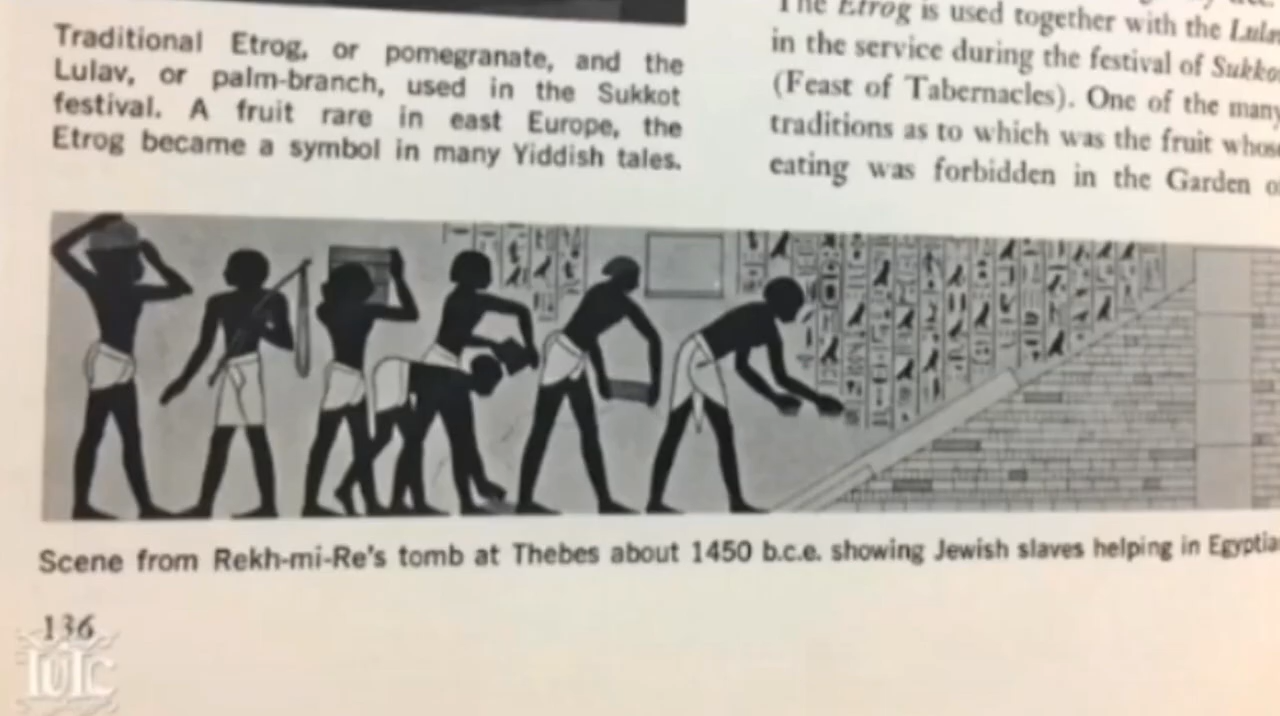 Traditional Etrog, or pomegranate, and the
Lulav, or palm-branch, used in the Sukkot
festival. A fruit rare in east Europe, the
Etrog became a symbol in many Yiddish tales.
The Etrog is used together with the
in the service during the festival of
(Feast of Tabernacles). One of the many
traditions as to which was the fruit
eating was forbidden in the Garden
Scene from Rekh-mi-Re's tomb at Thebes about 1450 b.c.e. showing Jewish slaves helping in
136
IUIC